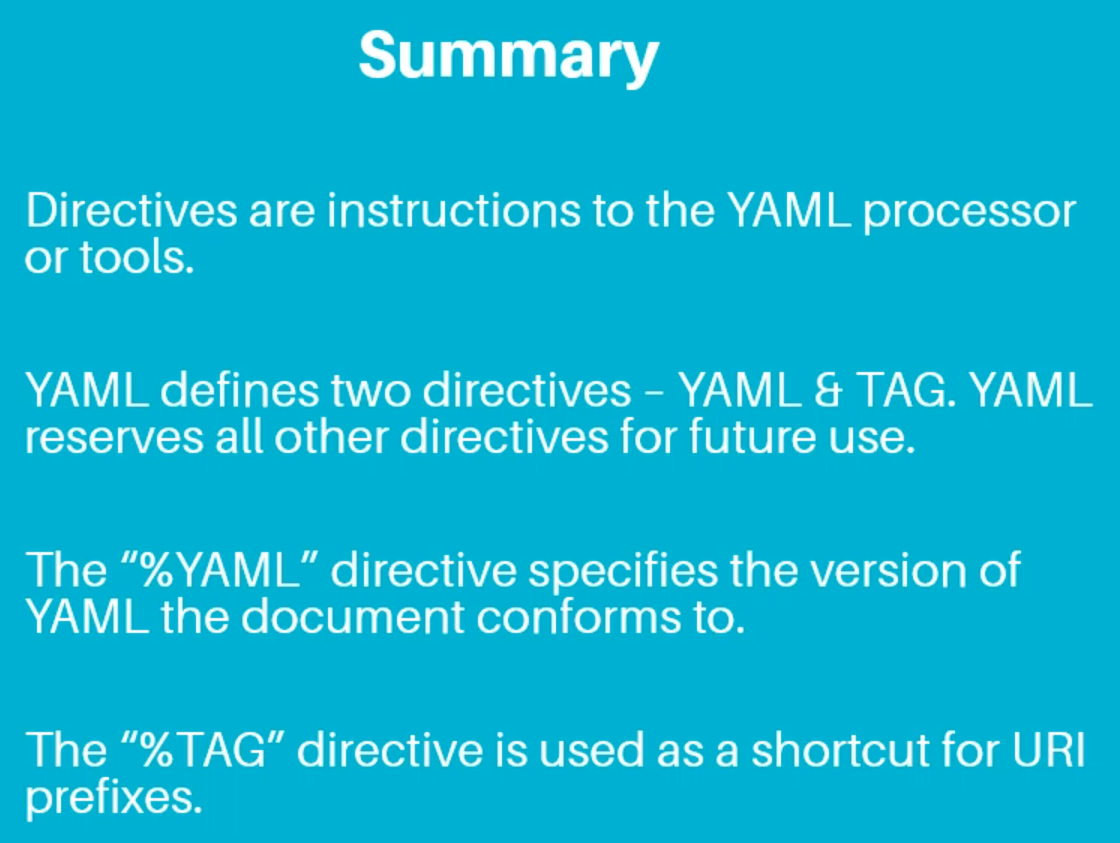 Summary
Directives are instructions to the YAML processor
or tools.
YAML defines two directives – YAML & TAG. YAML
reserves all other directives for future use.
The “%YAML” directive specifies the version of
YAML the document conforms to.
The “%TAG” directive is used as a shortcut for URI
prefixes.